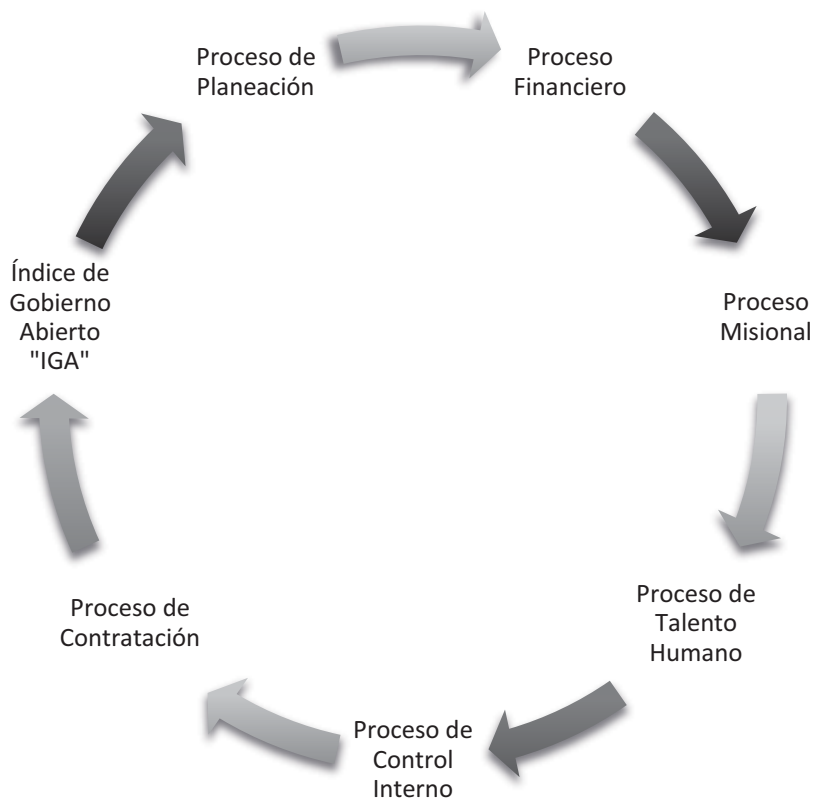 Proceso de
Planeación
Proceso
Financiero
Proceso
Misional
Proceso de
Talento
Humano
Proceso de
Control
Interno
Proceso de
Contratación
Índice de
Gobierno
Abierto
"IGA"